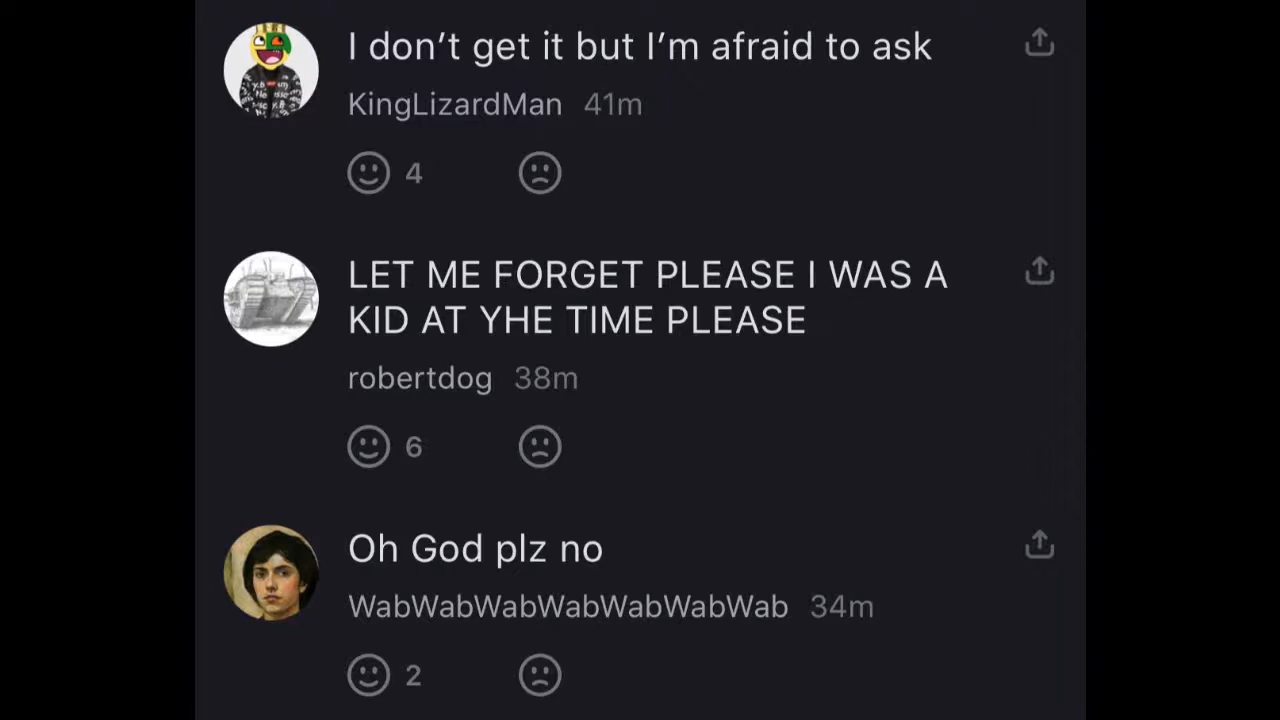 I don’t get it but I’m afraid to ask
KingLizardMan 41m
4
LET ME FORGET PLEASE I WAS A
KID AT YHE TIME PLEASE
robertdog 38m
6
Oh God plz no
WabWabWabWabWabWabWab 34m
2